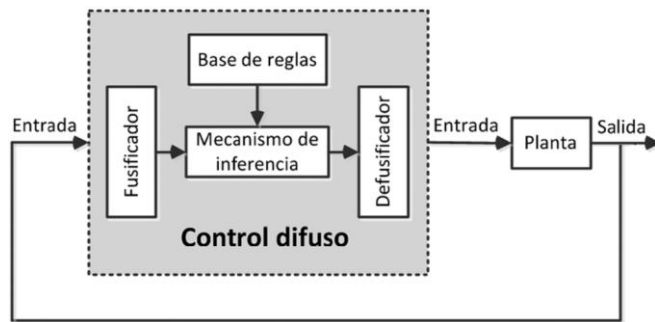 Base de reglas
Entrada
Fusificador
Mecanismo de
inferencia
Defusificador
Entrada
Planta
Salida
Control difuso